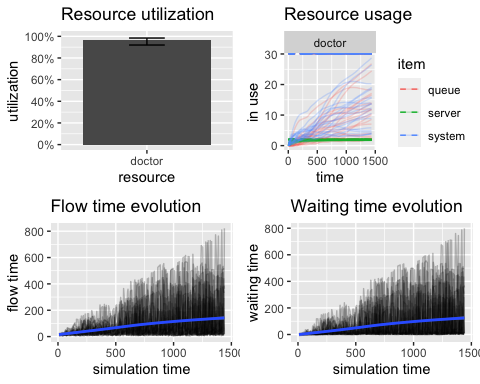 Resource utilization
100%
80%
60%
40%
20%
0%
utilization
doctor
resource
Resource usage
doctor
30
20
10
0
in use
0 500 1000 1500
time
item
queue
server
system
Flow time evolution
800
600
400
200
0
flow time
0 500 1000 1500
simulation time
Waiting time evolution
800
600
400
200
0
waiting time
0 500 1000 1500
simulation time